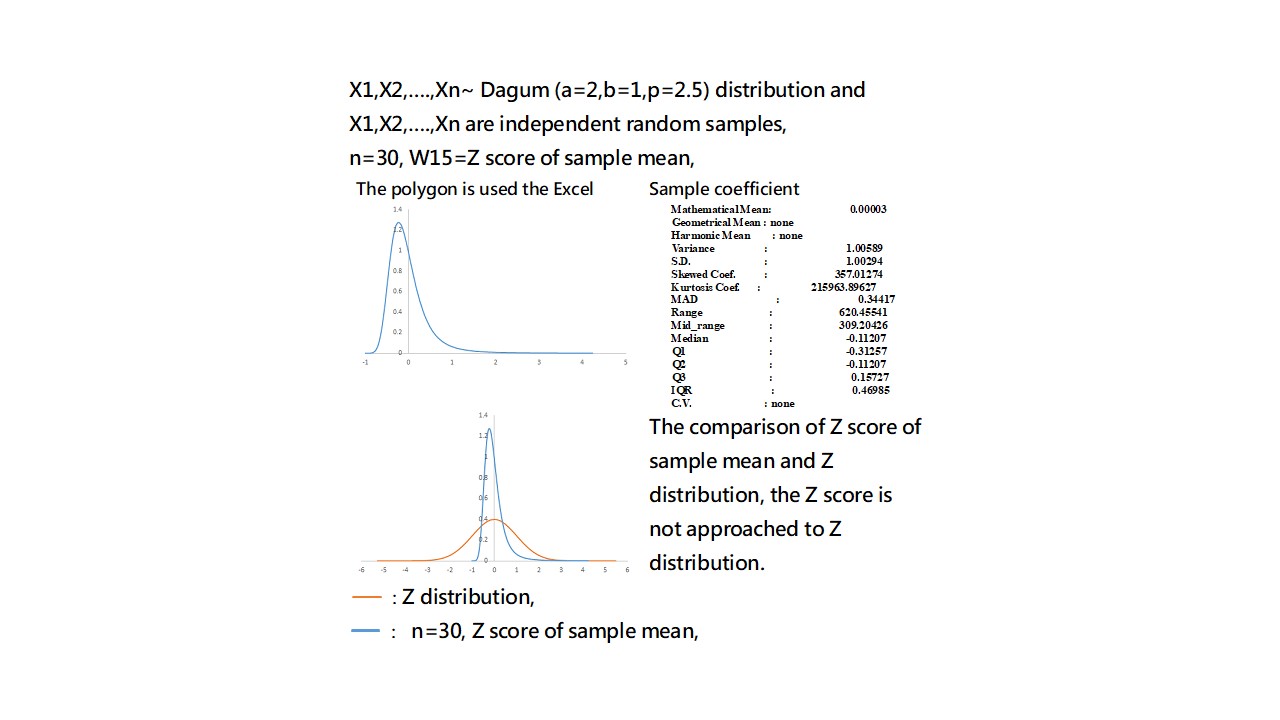 X1,X2,....,Xn~ Dagum (a=2,b=1,p=2.5) distribution and
X1,X2,....,Xn are independent random samples,
n=30, W15=Z score of sample mean,
The polygon is used the Excel
Sample coefficient
1.4
1.2
1
0.8
0.6
0.4
0.2
0
-1 0 1 2 3 4 5
Mathematical Mean: 0.00003
Geometrical Mean : none
Harmonic Mean : none
Variance : 1.00589
S.D. : 1.00294
Skewed Coef. : 357.01274
Kurtosis Coef. : 215963.89627
MAD : 0.34417
Range : 620.45541
Mid_range : 309.20426
Median : -0.11207
Q1 : -0.31257
Q2 : -0.11207
Q3 : 0.15727
IQR : 0.46985
C.V. : none
1.4
1.2
1
0.8
0.6
0.4
0.2
0
-6 -5 -4 -3 -2 -1 0 1 2 3 4 5 6
The comparison of Z score of
sample mean and Z
distribution, the Z score is
not approached to Z
distribution.
: Z distribution,
: n=30, Z score of sample mean,